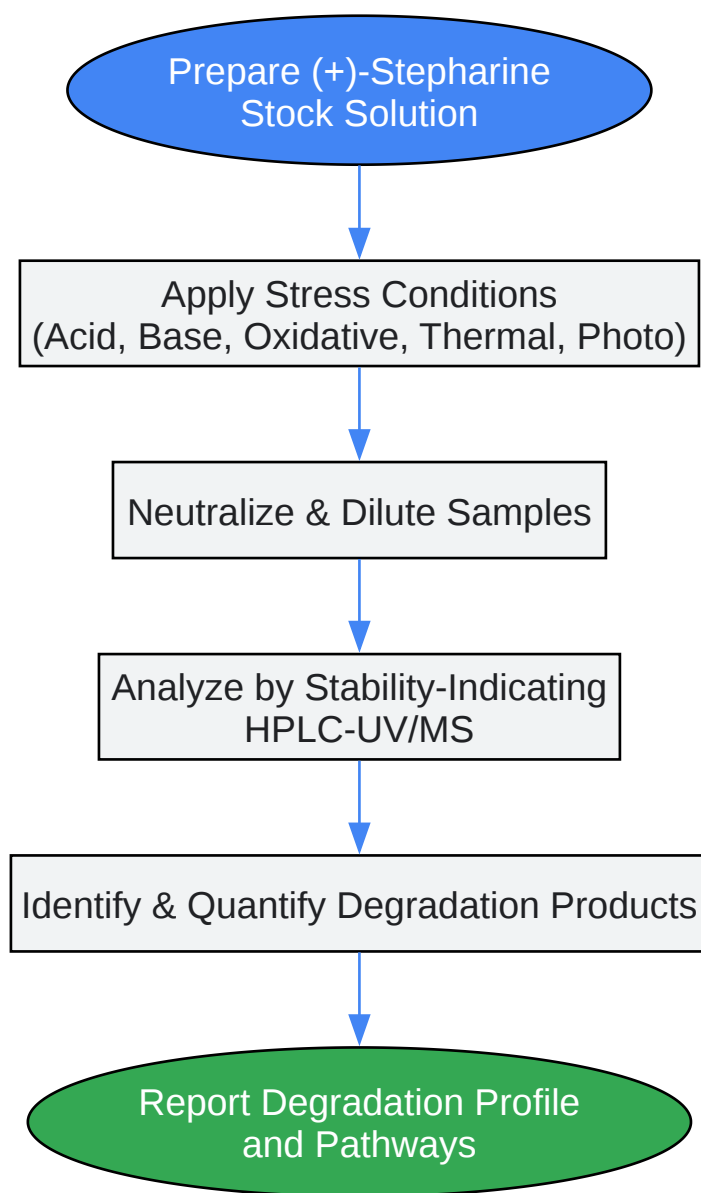 Prepare (+)-Stepharine
Stock Solution
Apply Stress Conditions
(Acid, Base, Oxidative, Thermal, Photo)
Neutralize & Dilute Samples
Analyze by Stability-Indicating
HPLC-UV/MS
Identify & Quantify Degradation Products
Report Degradation Profile
and Pathways